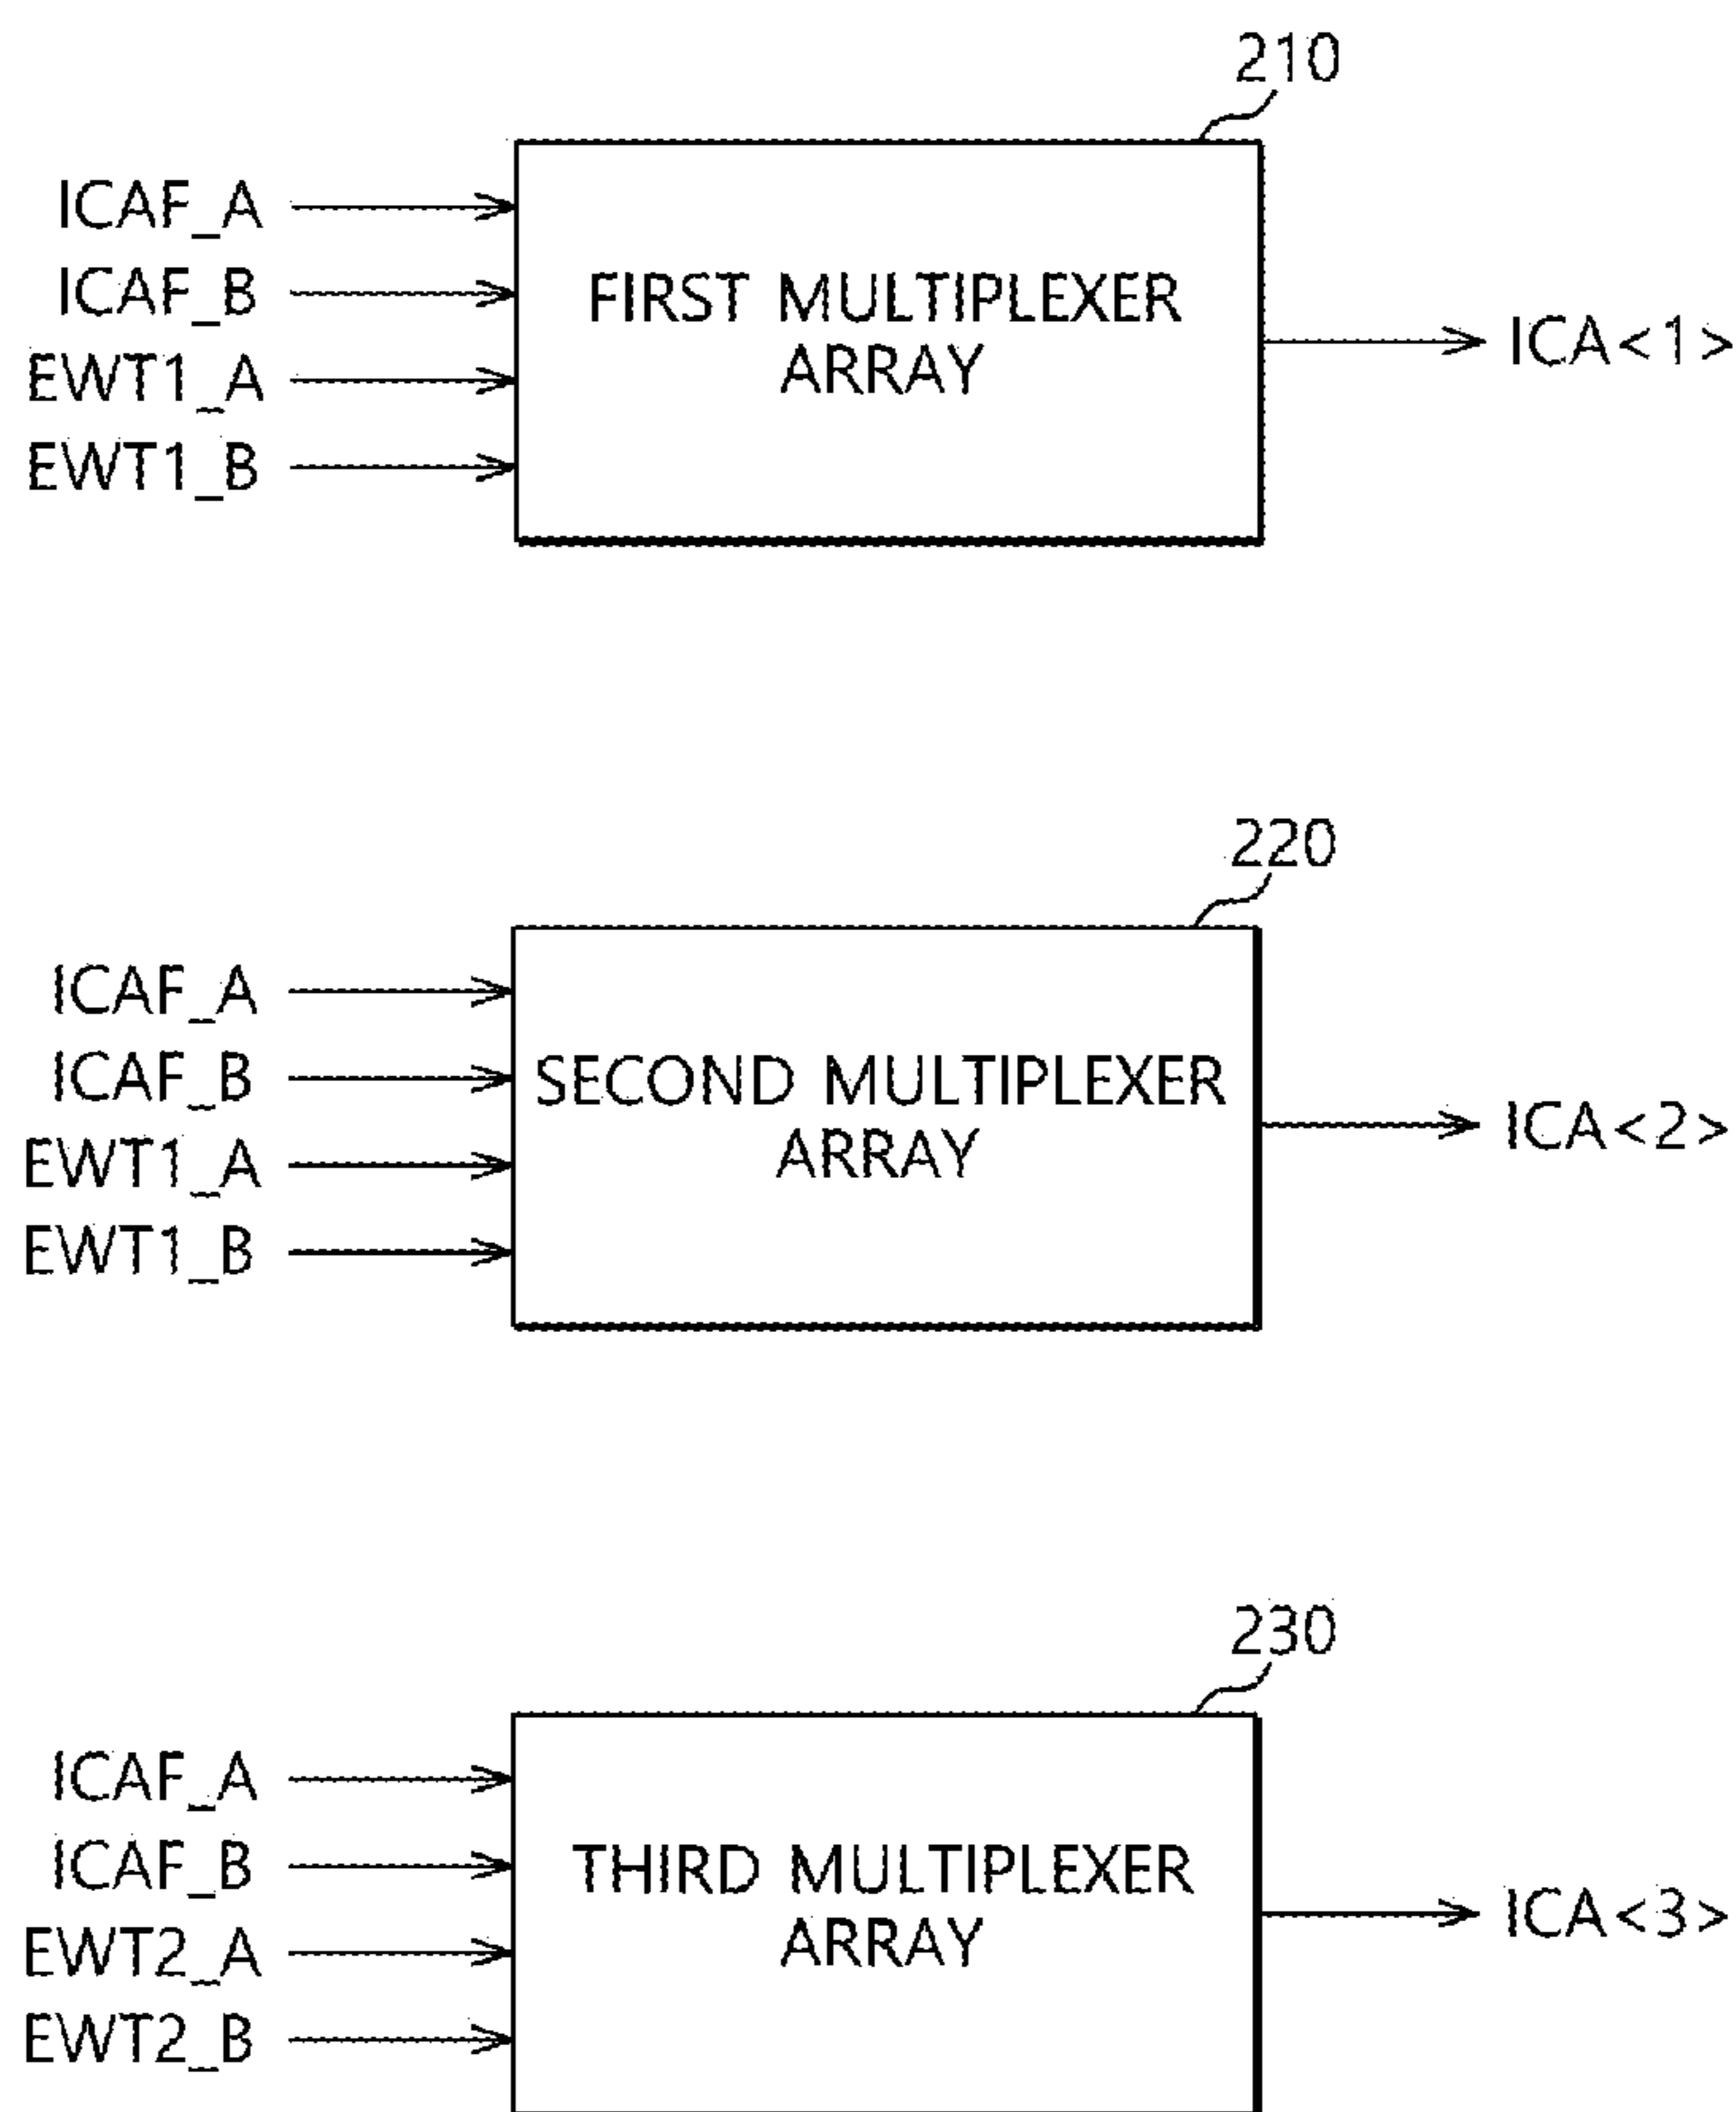 210
ICAF_A
ICAF_B
EWT1_A
EWT1_B
FIRST MULTIPLEXER
ARRAY
ICA<1>
220
ICAF_A
ICAF_B
EWT1_A
EWT1_B
SECOND MULTIPLEXER
ARRAY
ICA<2>
230
ICAF_A
ICAF_B
EWT2_A
EWT2_B
THIRD MULTIPLEXER
ARRAY
ICA<3>